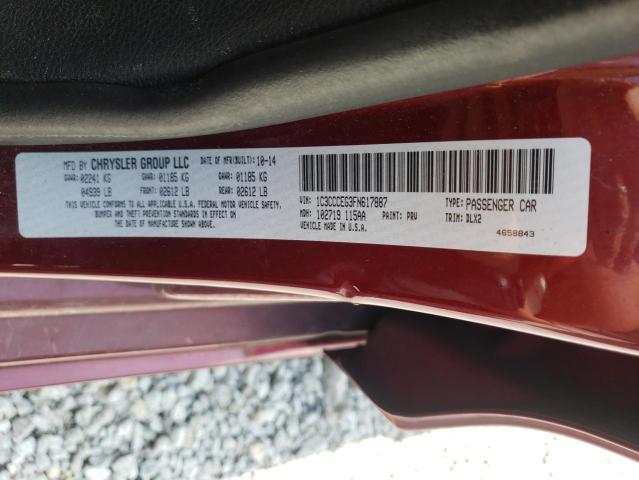 MFD BY CHRYSLER GROUP LLC DATE OF MFR(BUILT): 10-14
GVWR: 02241 KG GAWR: 01185 KG GAWR: 01185 KG
04939 LB FRONT: 02612 LB REAR: 02612 LB
THIS VEHICLE CONFORMS TO ALL APPLICABLE U.S.A. FEDERAL MOTOR VEHICLE SAFETY,
BUMPER AND THEFT PREVENTION STANDARDS IN EFFECT ON
THE DATE OF MANUFACTURE SHOWN ABOVE.
VIN: 1C3CCCEG3FN617887 TYPE: PASSENGER CAR
MDH: 102719 115AA PAINT: PRV TRIM: DLX2
VEHICLE MADE IN U.S.A. 4658843